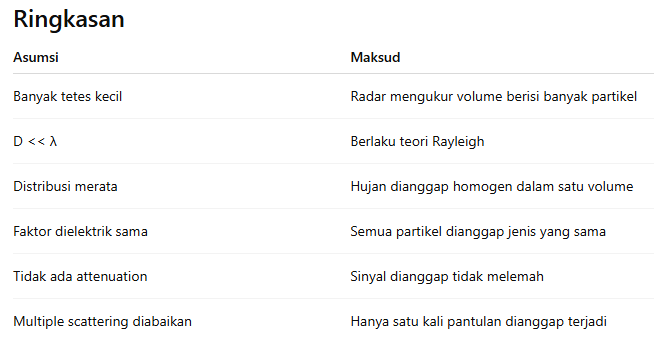 Ringkasan
Asumsi Maksud
Banyak tetes kecil Radar mengukur volume berisi banyak partikel
D << λ Berlaku teori Rayleigh
Distribusi merata Hujan dianggap homogen dalam satu volume
Faktor dielektrik sama Semua partikel dianggap jenis yang sama
Tidak ada attenuation Sinyal dianggap tidak melemah
Multiple scattering diabaikan Hanya satu kali pantulan dianggap terjadi